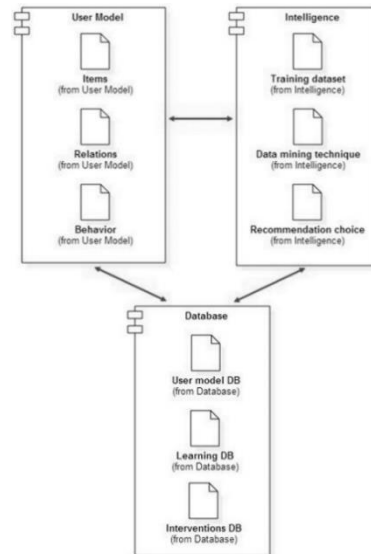 User Model
Items
(from User Model)
Relations
(from User Model)
Behavior
(from User Model)
Intelligence
Training dataset
(from Intelligence)
Data mining technique
(from Intelligence)
Recommendation choice
(from Intelligence)
Database
User model DB
(from Database)
Learning DB
(from Database)
Interventions DB
(from Database)